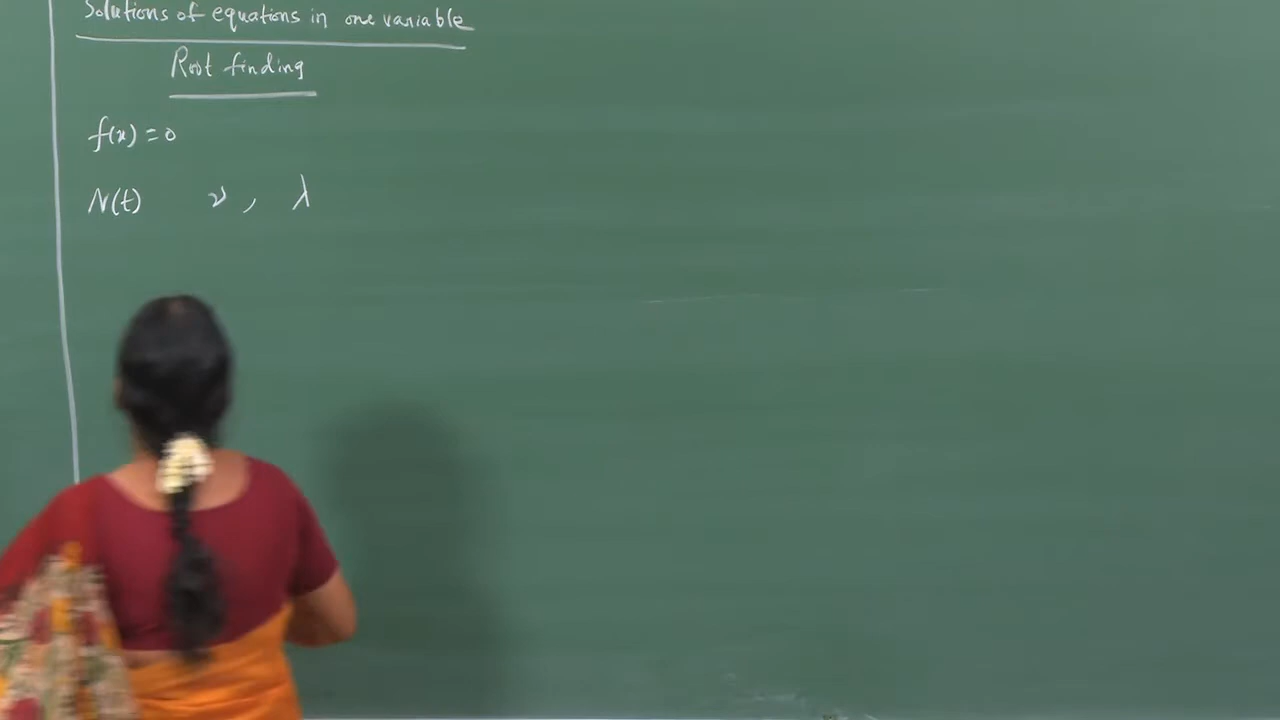 Solutions of equations in one variable
Root finding
f(x) = 0
N(t) ν, λ